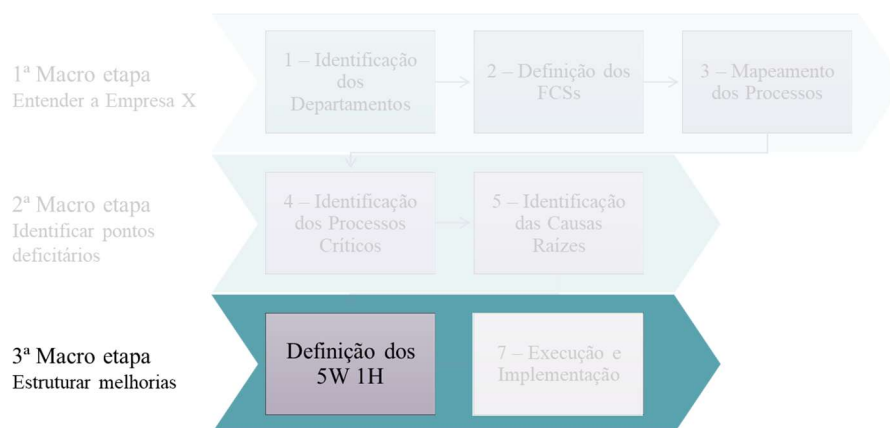 1ª Macro etapa
Entender a Empresa X
1 – Identificação
dos
Departamentos
2 – Definição dos
FCSs
3 – Mapeamento
dos Processos
2ª Macro etapa
Identificar pontos
deficitários
4 – Identificação
dos Processos
Críticos
5 – Identificação
das Causas
Raízes
3ª Macro etapa
Estruturar melhorias
Definição dos
5W 1H
7 – Execução e
Implementação